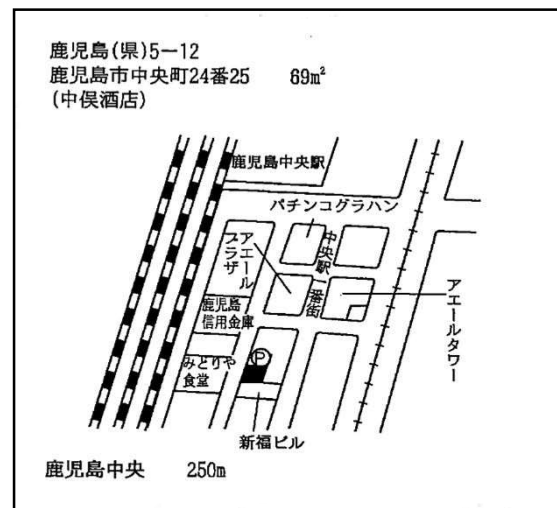 鹿児島(県)5-12
鹿児島市中央町24番25 69m²
(中俣酒店)
鹿児島中央駅
パチンコグラハン
アエールプラザ
中央駅一番街
アエールタワー
鹿児島
信用金庫
Ⓟ
みどりや
食堂
新福ビル
鹿児島中央 250m